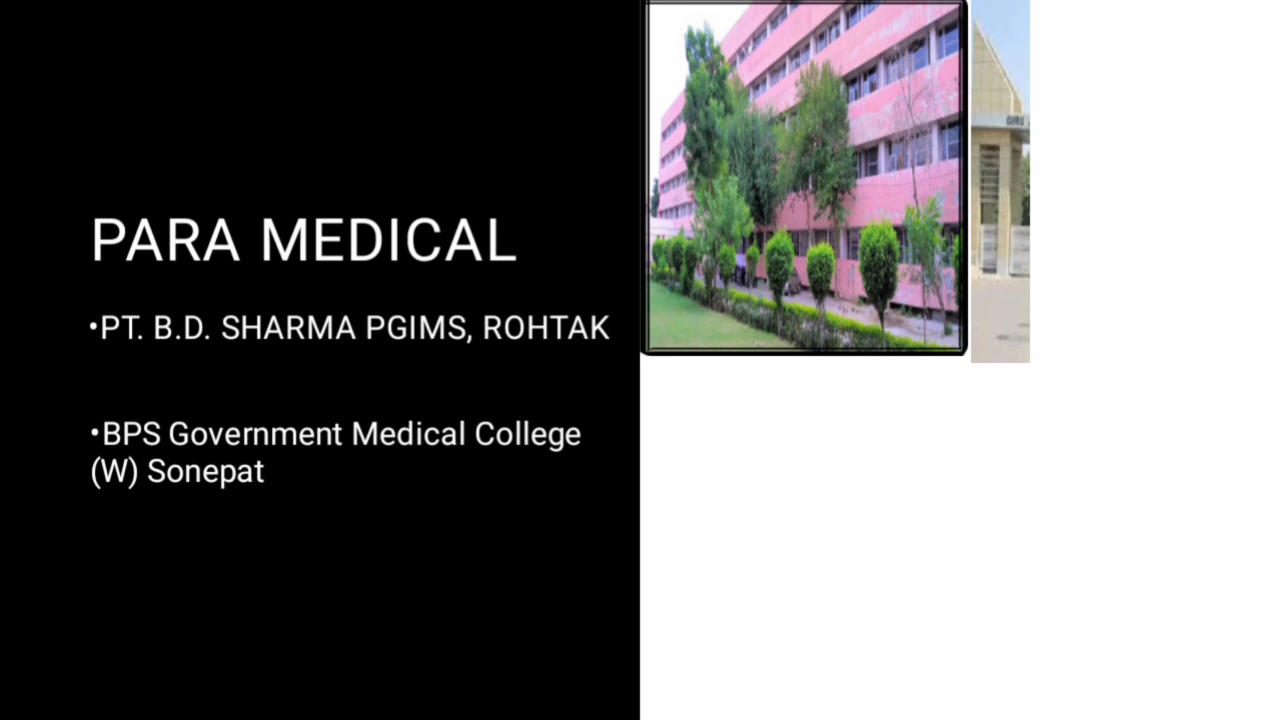 PARA MEDICAL
•PT. B.D. SHARMA PGIMS, ROHTAK
•BPS Government Medical College
(W) Sonepat